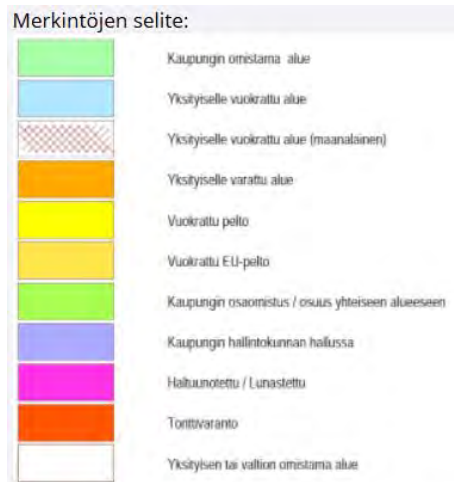 Merkintöjen selite:
Kaupungin omistama alue
Yksityiselle vuokrattu alue
Yksityiselle vuokrattu alue (maanalainen)
Yksityiselle varattu alue
Vuokrattu pelto
Vuokrattu EU-pelto
Kaupungin osaomistus / osuus yhteiseen alueeseen
Kaupungin hallintokunnan hallussa
Haltuunotettu / Lunastettu
Tonttivaranto
Yksityisen tai valtion omistama alue